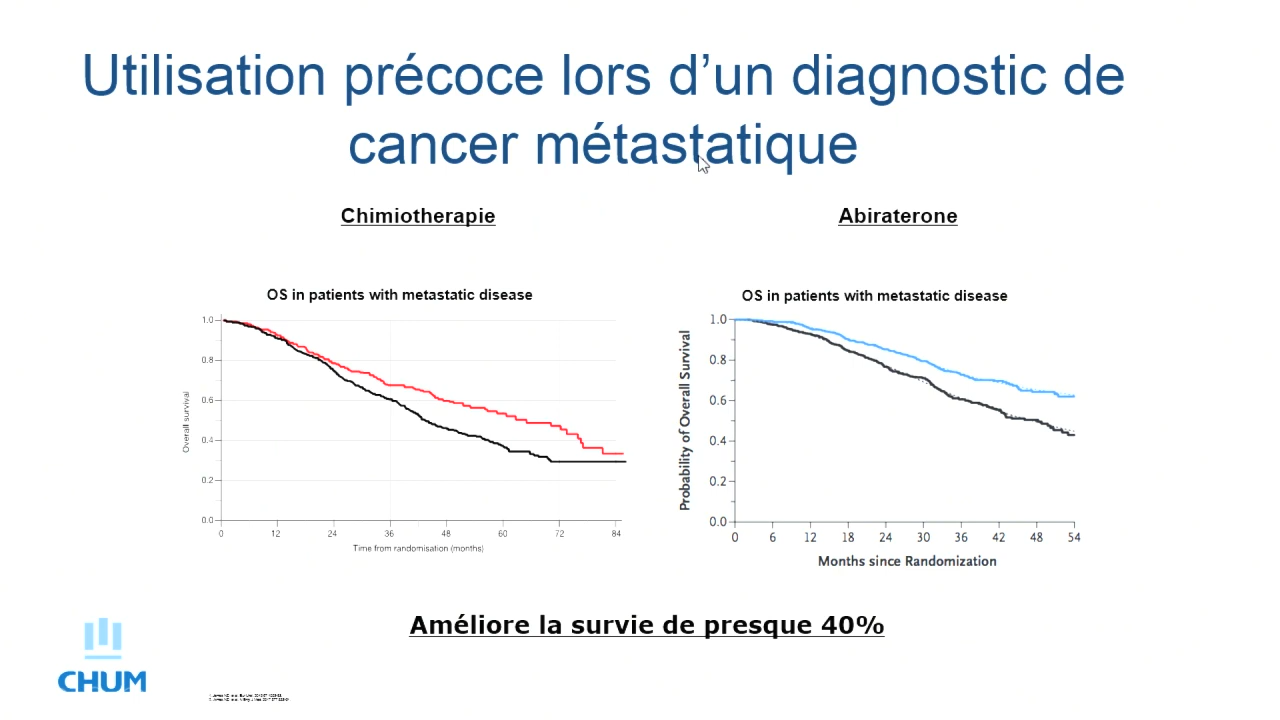 Utilisation précoce lors d’un diagnostic de
cancer métastatique
Chimiotherapie
Abiraterone
OS in patients with metastatic disease
1.0
0.8
0.6
0.4
0.2
0.0
Overall survival
0 12 24 36 48 60 72 84
Time from randomisation (months)
OS in patients with metastatic disease
1.0
0.8
0.6
0.4
0.2
0.0
Probability of Overall Survival
0 6 12 18 24 30 36 42 48 54
Months since Randomization
Améliore la survie de presque 40%
CHUM